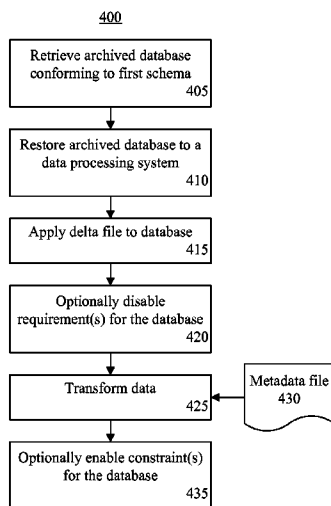 400
Retrieve archived database
conforming to first schema
405
Restore archived database to a
data processing system
410
Apply delta file to database
415
Optionally disable
requirement(s) for the database
420
Transform data
425
Metadata file
430
Optionally enable constraint(s)
for the database
435